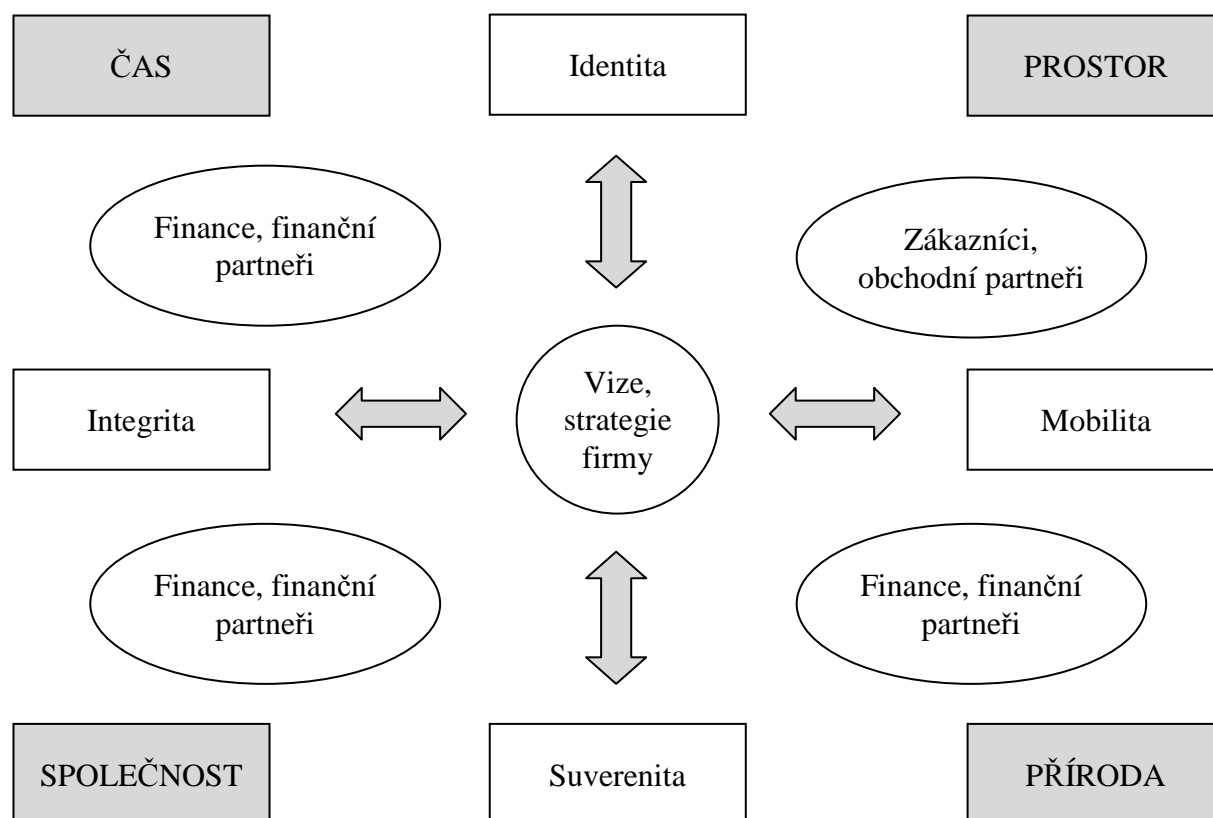 ČAS
Identita
PROSTOR
Finance, finanční
partneři
Zákazníci,
obchodní partneři
Integrita
Vize,
strategie
firmy
Mobilita
Finance, finanční
partneři
Finance, finanční
partneři
SPOLEČNOST
Suverenita
PŘÍRODA